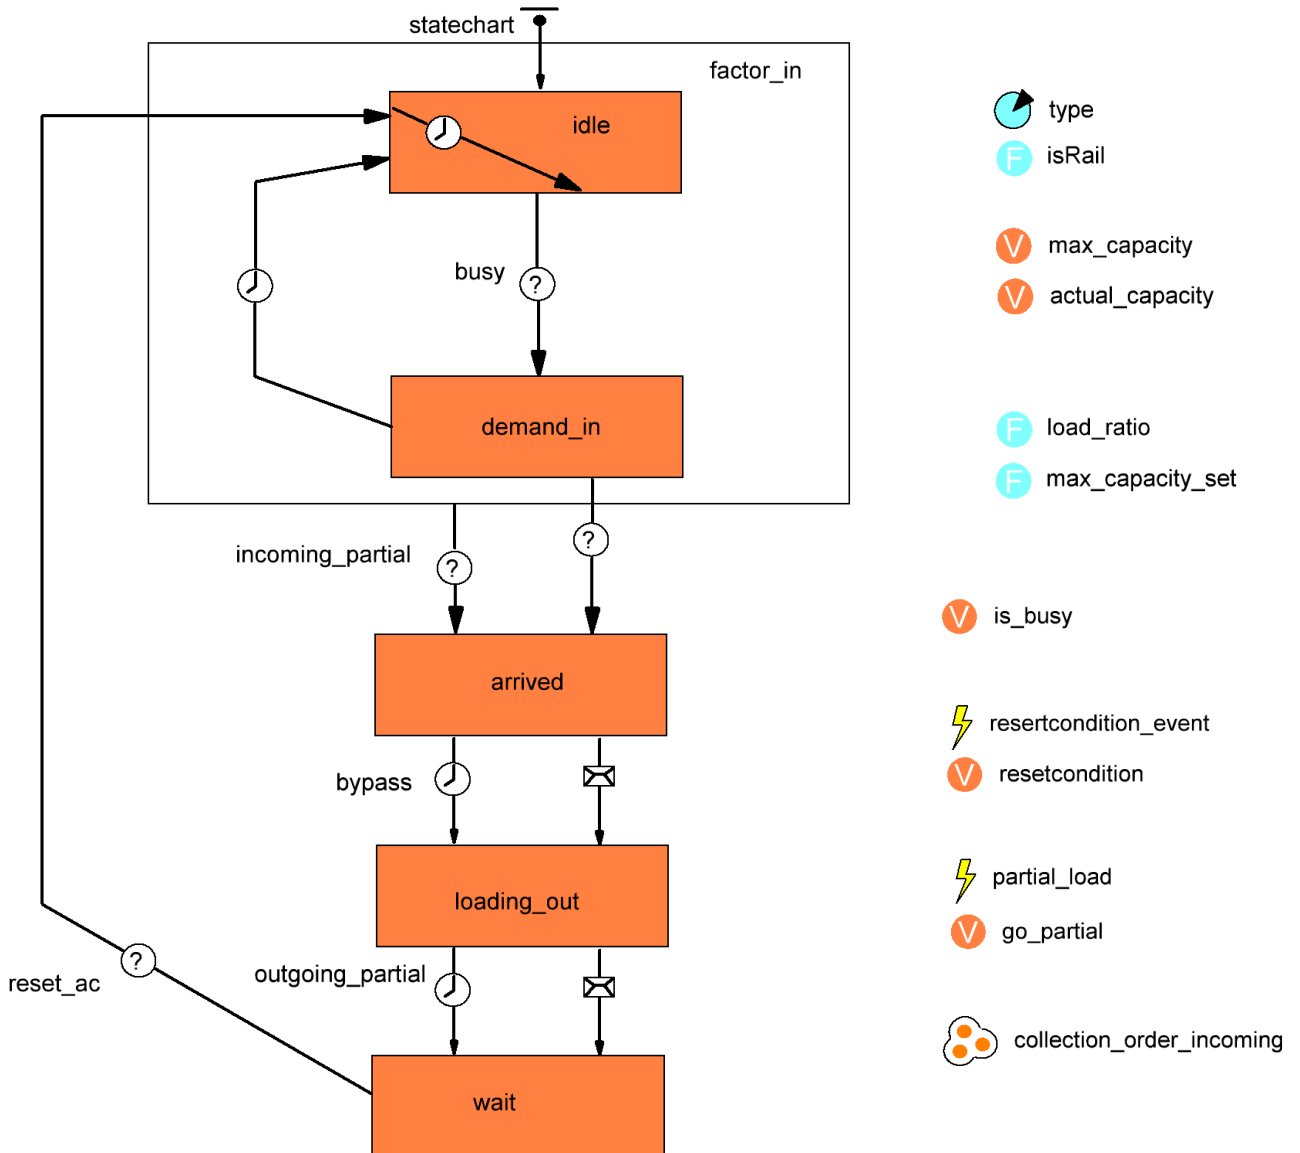 statechart
factor_in
idle
busy
?
demand_in
incoming_partial
?
?
arrived
bypass
loading_out
outgoing_partial
reset_ac
?
wait
type
F isRail
V max_capacity
V actual_capacity
F load_ratio
F max_capacity_set
V is_busy
resertcondition_event
V resetcondition
partial_load
V go_partial
collection_order_incoming